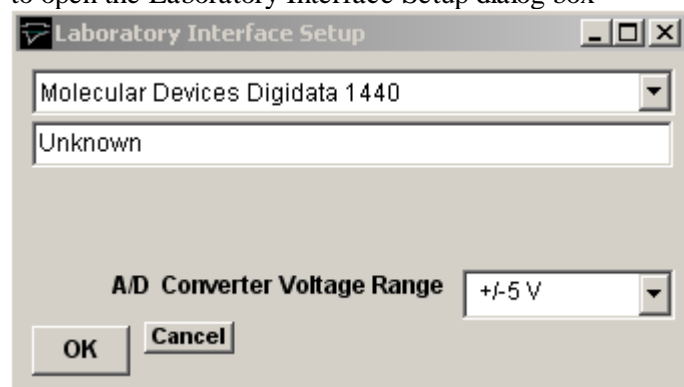 to open the Laboratory Interface Setup dialog box
Laboratory Interface Setup
Molecular Devices Digidata 1440
Unknown
A/D Converter Voltage Range
+/-5 V
OK
Cancel